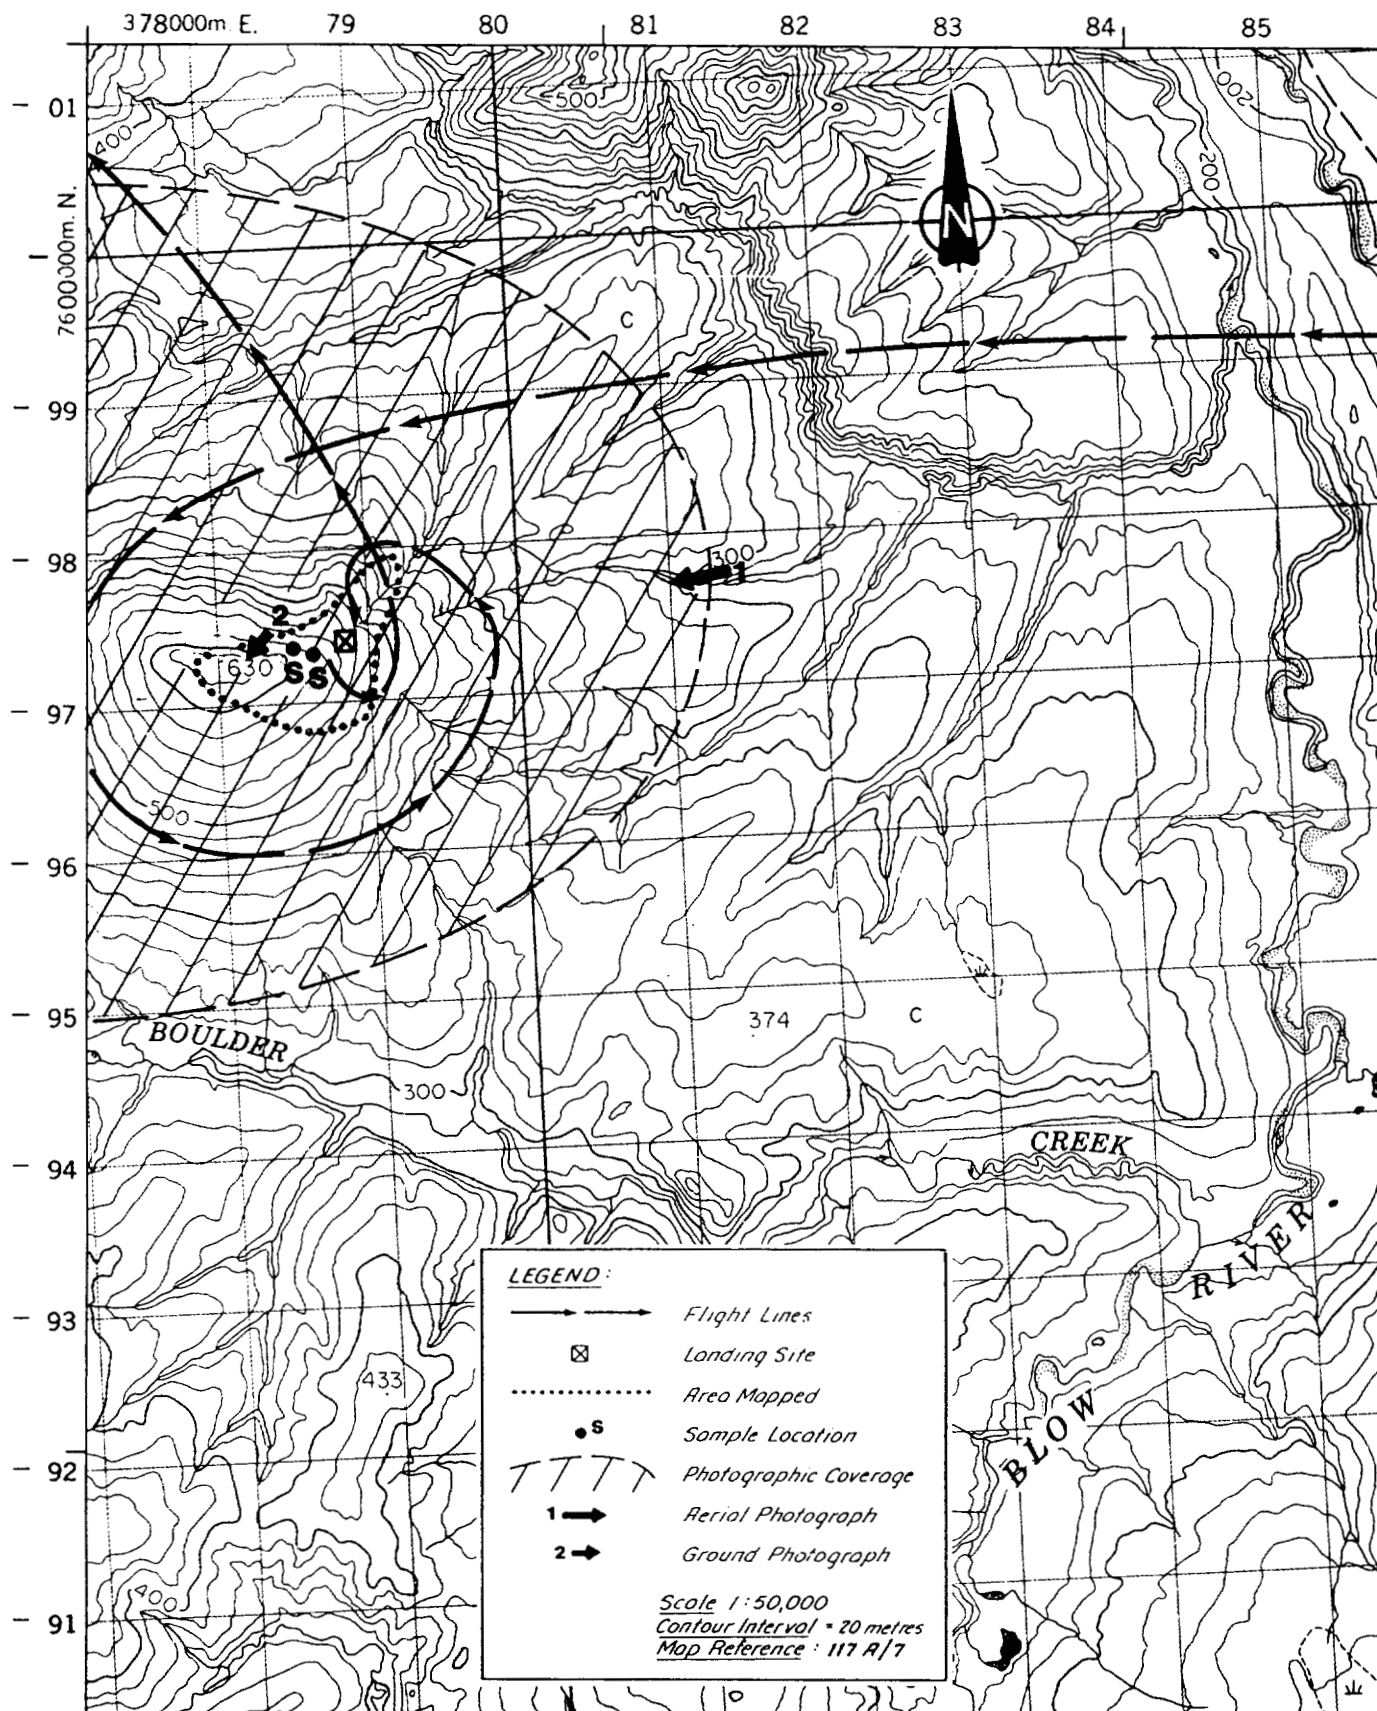 378000m. E. 79 80 81 82 83 84 85
01
500
400
200
200
N
7600000m. N.
C
99
98
300
1
2
630
S S
97
500
96
95
BOULDER
374
C
300
CREEK
94
RIVER
93
433
BLOW
92
400
91
LEGEND:
Flight Lines
Landing Site
Area Mapped
S Sample Location
Photographic Coverage
1 Aerial Photograph
2 Ground Photograph
Scale 1:50,000
Contour Interval = 20 metres
Map Reference : 117 A/7